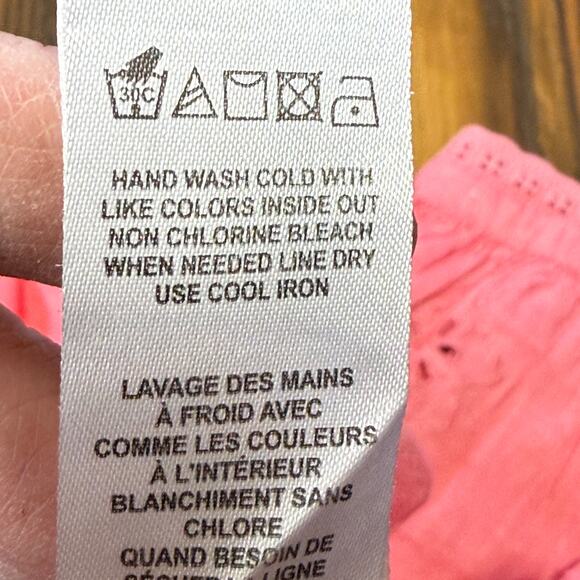 30C
HAND WASH COLD WITH
LIKE COLORS INSIDE OUT
NON CHLORINE BLEACH
WHEN NEEDED LINE DRY
USE COOL IRON
LAVAGE DES MAINS
À FROID AVEC
COMME LES COULEURS
À L'INTÉRIEUR
BLANCHIMENT SANS
CHLORE
QUAND BESOIN DE
LIGNE